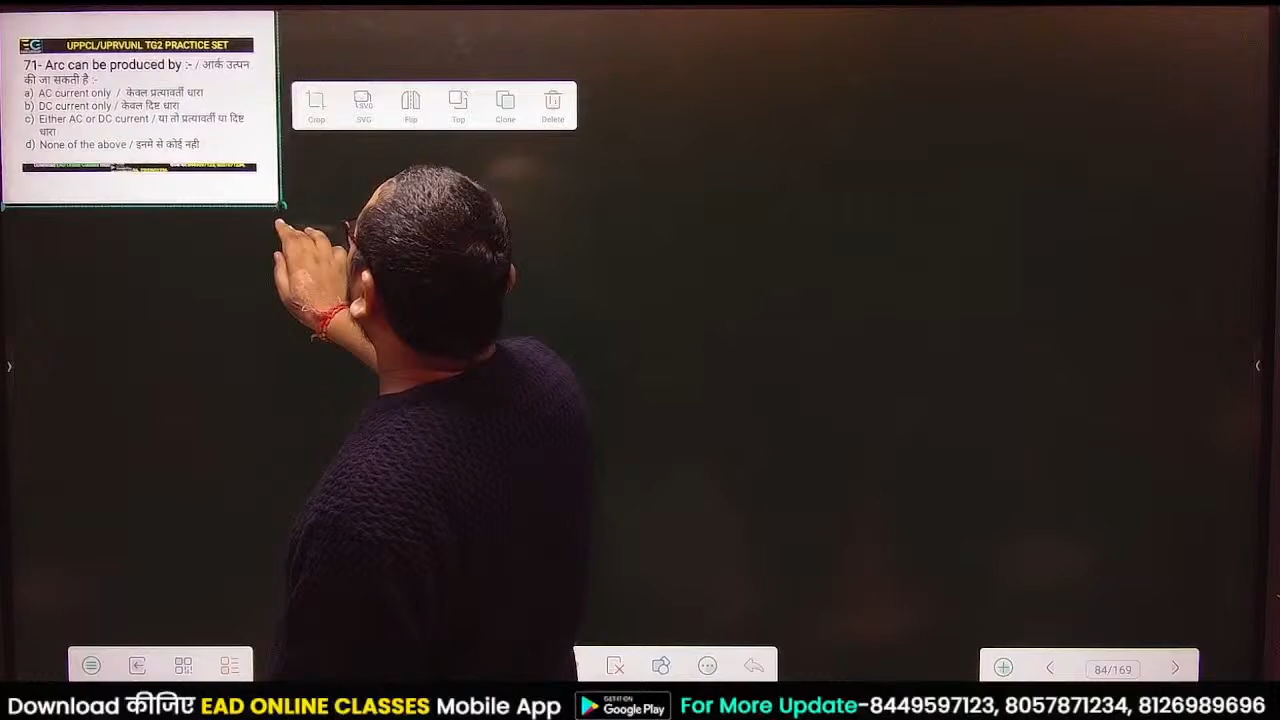 EG
UPPCL/UPRVUNL TG2 PRACTICE SET
71- Arc can be produced by :- / आर्क उत्पन
की जा सकती है :-
a) AC current only / केवल प्रत्यावर्ती धारा
b) DC current only / केवल दिष्ट धारा
c) Either AC or DC current / या तो प्रत्यावर्ती या दिष्ट
धारा
d) None of the above / इनमे से कोई नही
Crop
SVG
SVG
Flip
Top
Clone
Delete
84/169
Download कीजिए EAD ONLINE CLASSES Mobile App
GET IT ON
Google Play
For More Update-8449597123, 8057871234, 8126989696